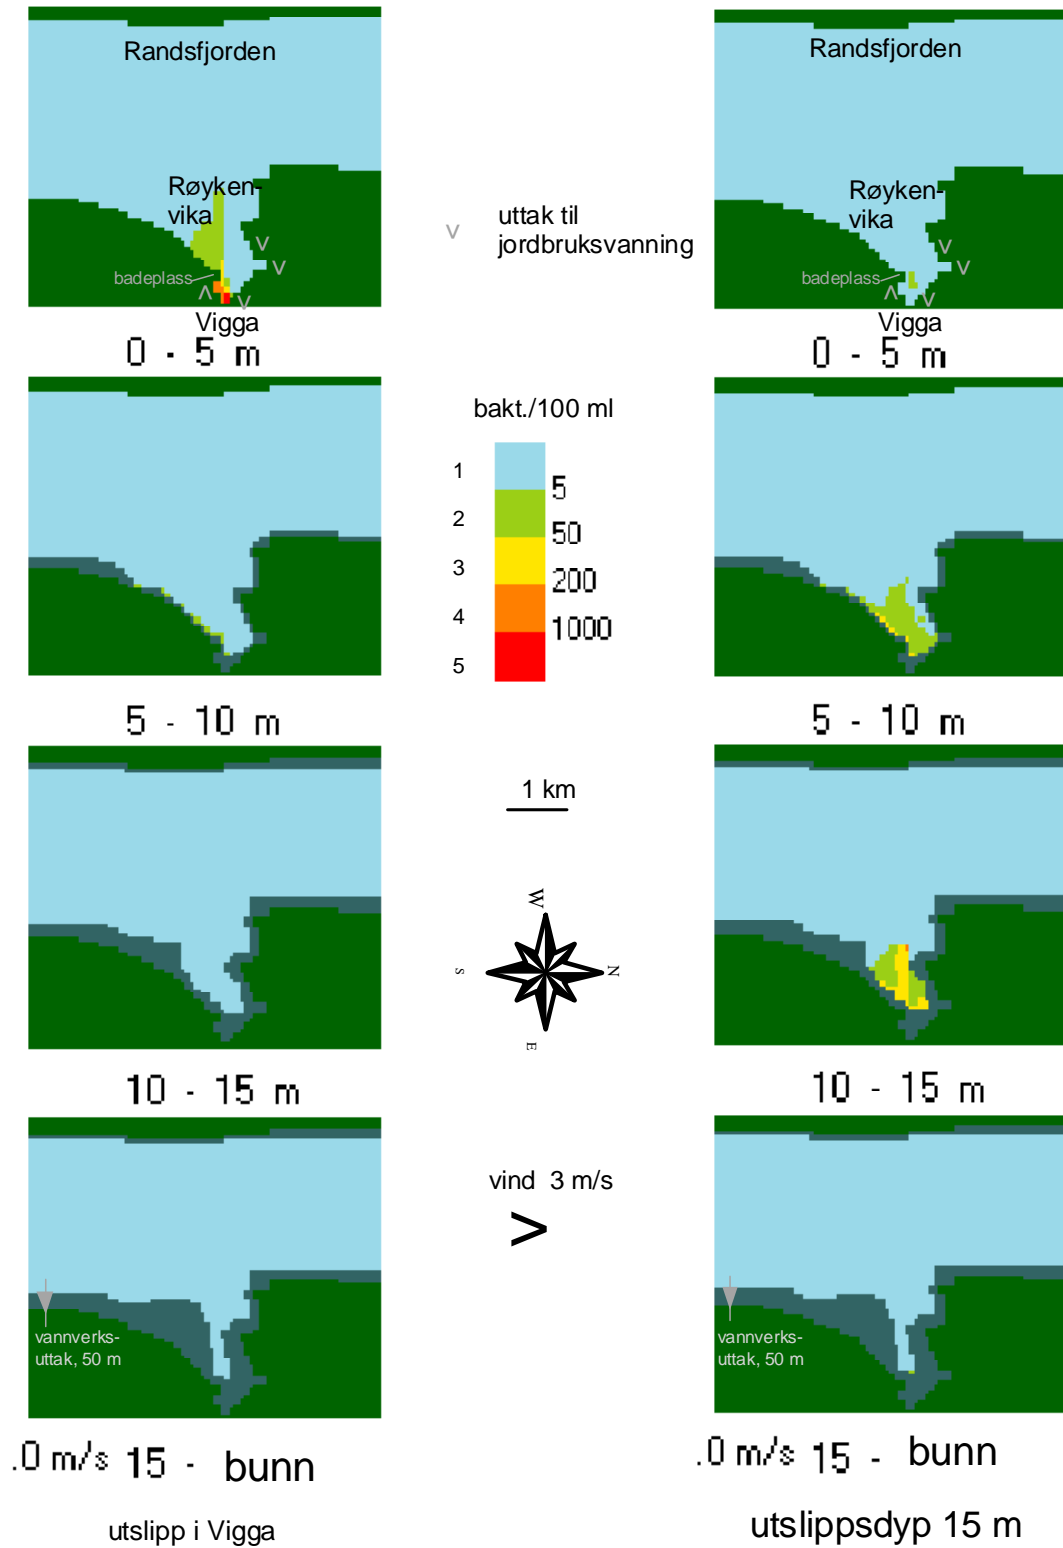 Randsfjorden
Røyken-
vika
badeplass
v
v
v
v
Vigga
0 - 5 m
5 - 10 m
10 - 15 m
vannverks-
uttak, 50 m
.0 m/s 15 - bunn
utslipp i Vigga
v uttak til
jordbruksvanning
bakt./100 ml
1
5
2
50
3
200
4
1000
5
1 km
W
S
N
E
vind 3 m/s
>
Randsfjorden
Røyken-
vika
badeplass
v
v
v
v
Vigga
0 - 5 m
5 - 10 m
10 - 15 m
vannverks-
uttak, 50 m
.0 m/s 15 - bunn
utslippsdyp 15 m